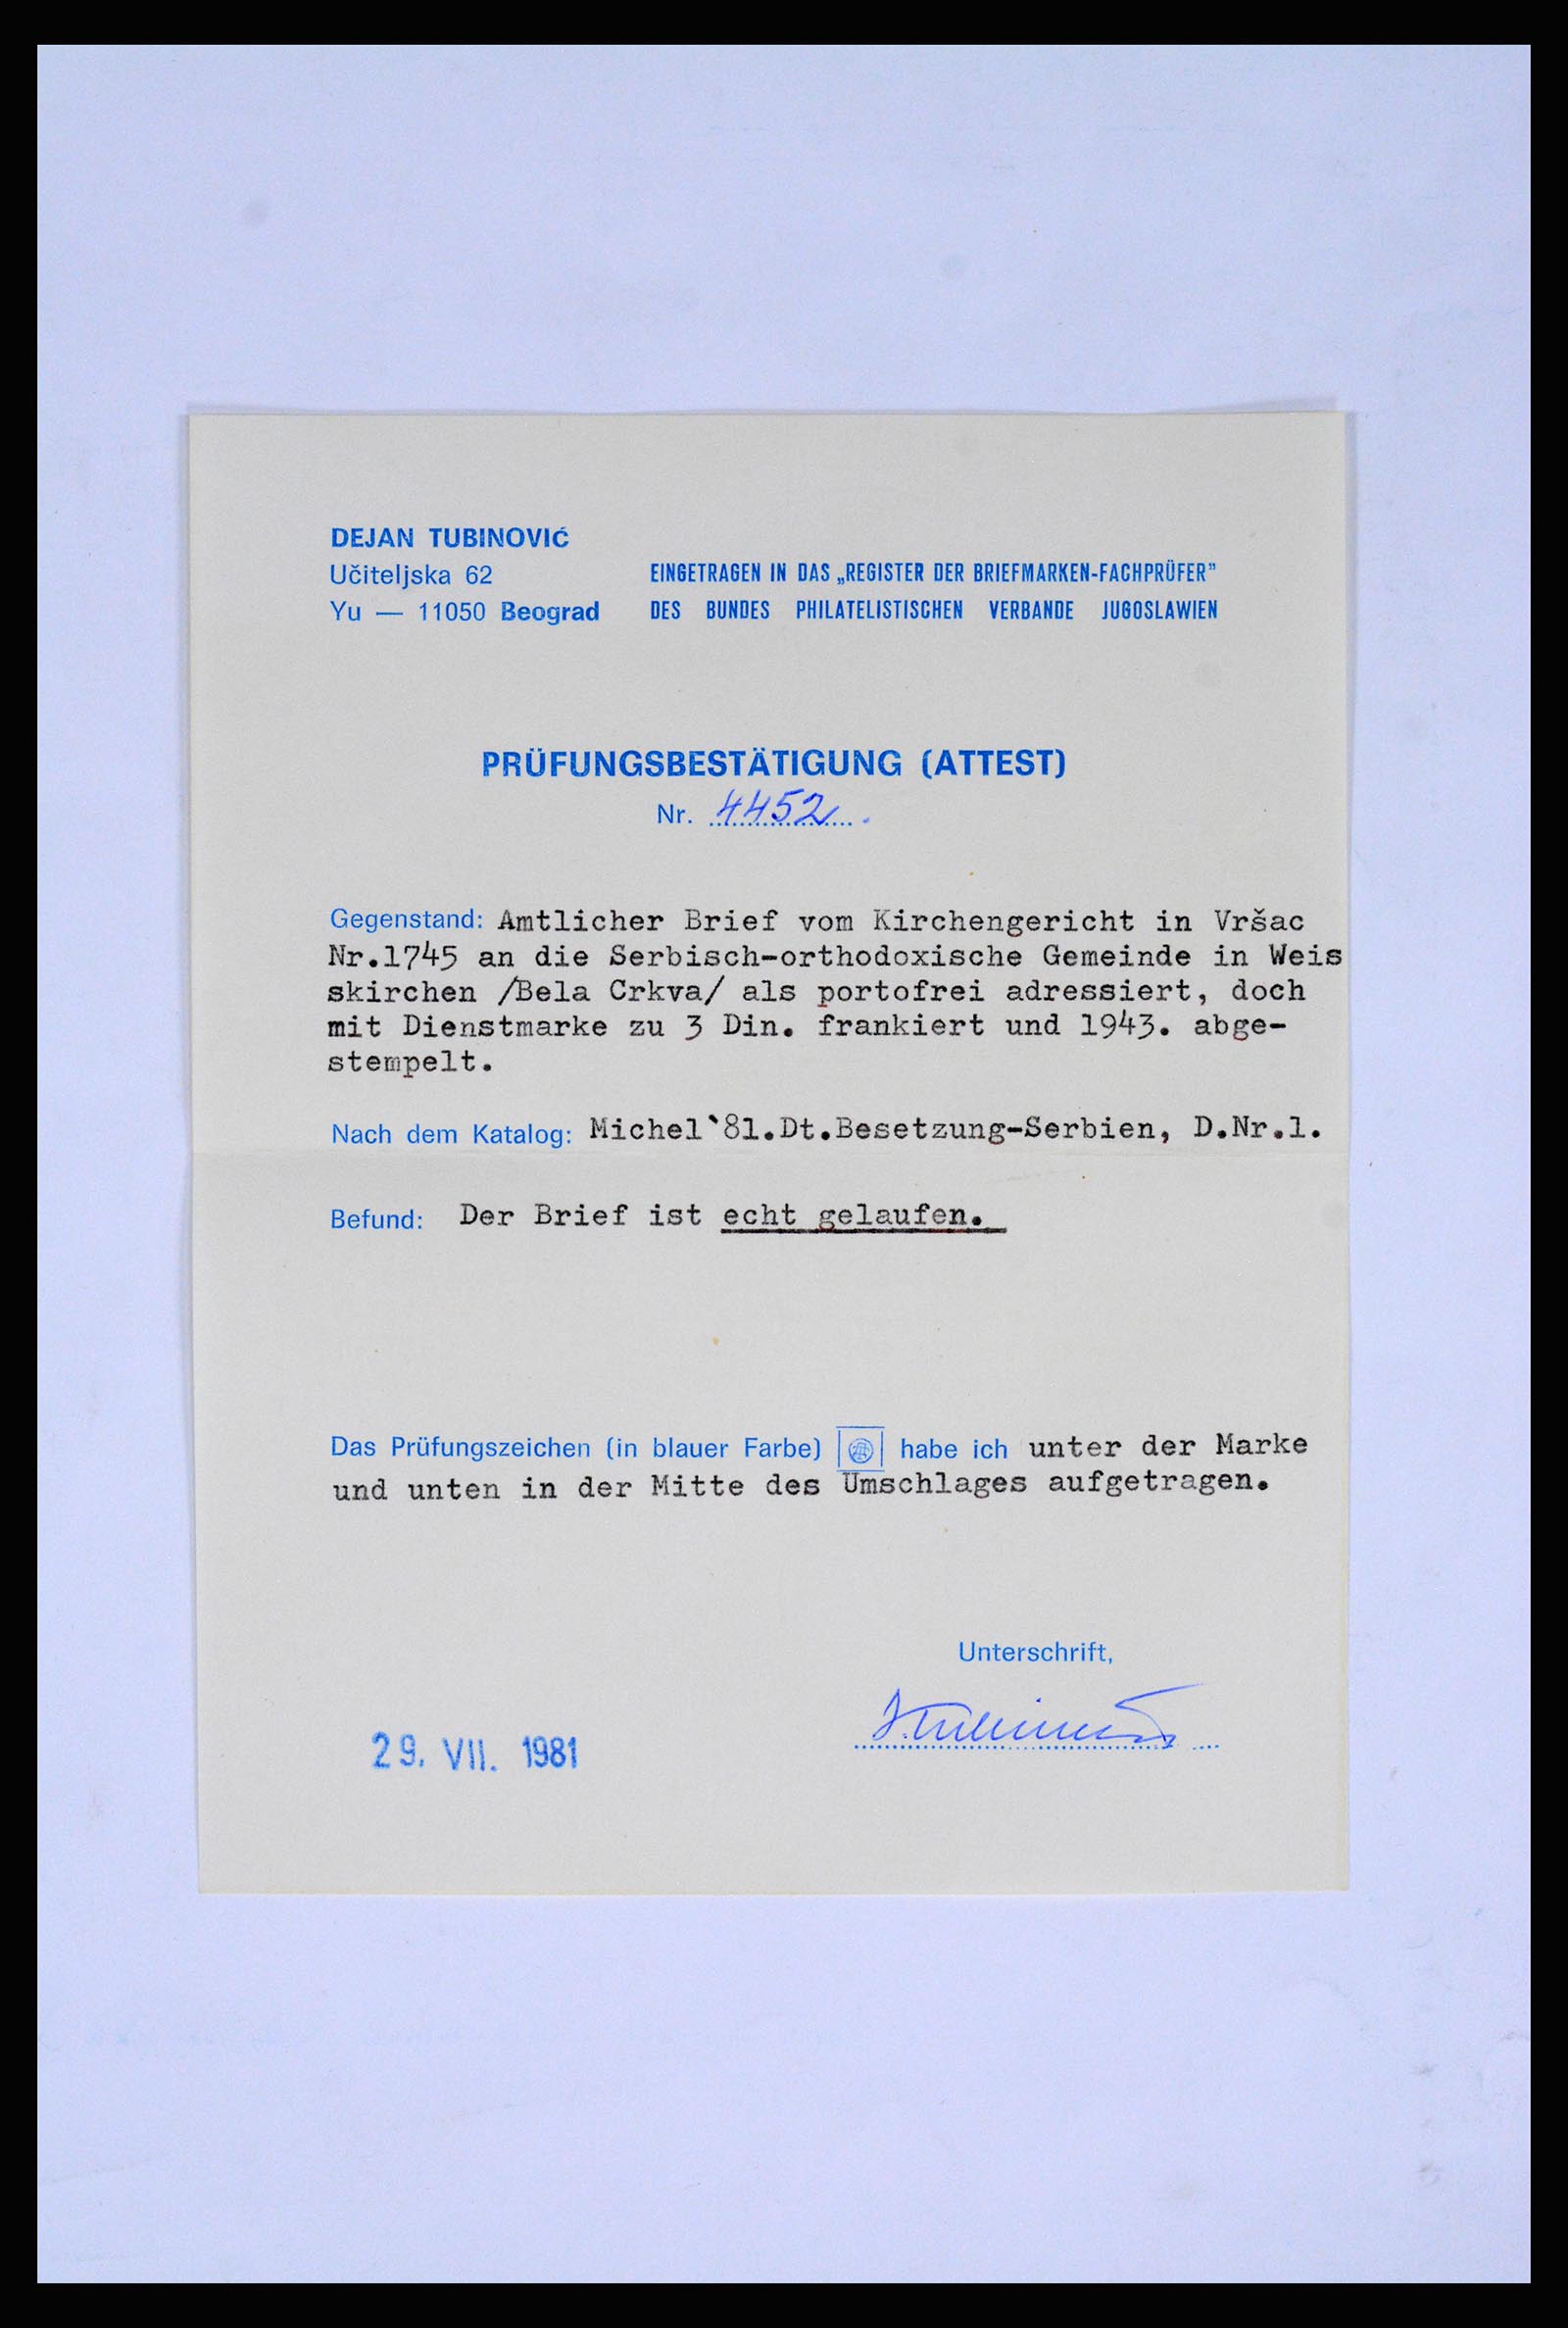 DEJAN TUBINOVIĆ
Učiteljska 62
Yu — 11050 Beograd
EINGETRAGEN IN DAS „REGISTER DER BRIEFMARKEN-FACHPRÜFER”
DES BUNDES PHILATELISTISCHEN VERBANDE JUGOSLAWIEN
PRÜFUNGSBESTÄTIGUNG (ATTEST)
Nr. 4452
Gegenstand: Amtlicher Brief vom Kirchengericht in Vršac
Nr.1745 an die Serbisch-orthodoxische Gemeinde in Weis
skirchen /Bela Crkva/ als portofrei adressiert, doch
mit Dienstmarke zu 3 Din. frankiert und 1943. abge-
stempelt.
Nach dem Katalog: Michel`81.Dt.Besetzung-Serbien, D.Nr.1.
Befund: Der Brief ist echt gelaufen.
Das Prüfungszeichen (in blauer Farbe) habe ich unter der Marke
und unten in der Mitte des Umschlages aufgetragen.
Unterschrift,
29. VII. 1981